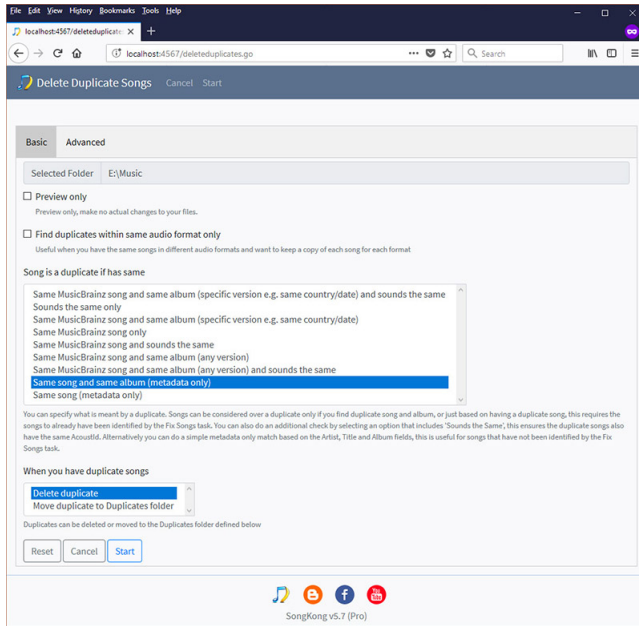 File Edit View History Bookmarks Tools Help
localhost:4567/deleteduplicate
localhost:4567/deleteduplicates.go
Search
Delete Duplicate Songs Cancel Start
Basic Advanced
Selected Folder E:\Music
Preview only
Preview only, make no actual changes to your files.
Find duplicates within same audio format only
Useful when you have the same songs in different audio formats and want to keep a copy of each song for each format
Song is a duplicate if has same
Same MusicBrainz song and same album (specific version e.g. same country/date) and sounds the same
Sounds the same only
Same MusicBrainz song and same album (specific version e.g. same country/date)
Same MusicBrainz song only
Same MusicBrainz song and sounds the same
Same MusicBrainz song and same album (any version)
Same MusicBrainz song and same album (any version) and sounds the same
Same song and same album (metadata only)
Same song (metadata only)
You can specify what is meant by a duplicate. Songs can be considered over a duplicate only if you find duplicate song and album, or just based on having a duplicate song, this requires the
songs to already have been identified by the Fix Songs task. You can also do an additional check by selecting an option that includes 'Sounds the Same', this ensures the duplicate songs also
have the same AcoustId. Alternatively you can do a simple metadata only match based on the Artist, Title and Album fields, this is useful for songs that have not been identified by the Fix
Songs task.
When you have duplicate songs
Delete duplicate
Move duplicate to Duplicates folder
Duplicates can be deleted or moved to the Duplicates folder defined below
Reset Cancel Start
You Tube
SongKong v5.7 (Pro)